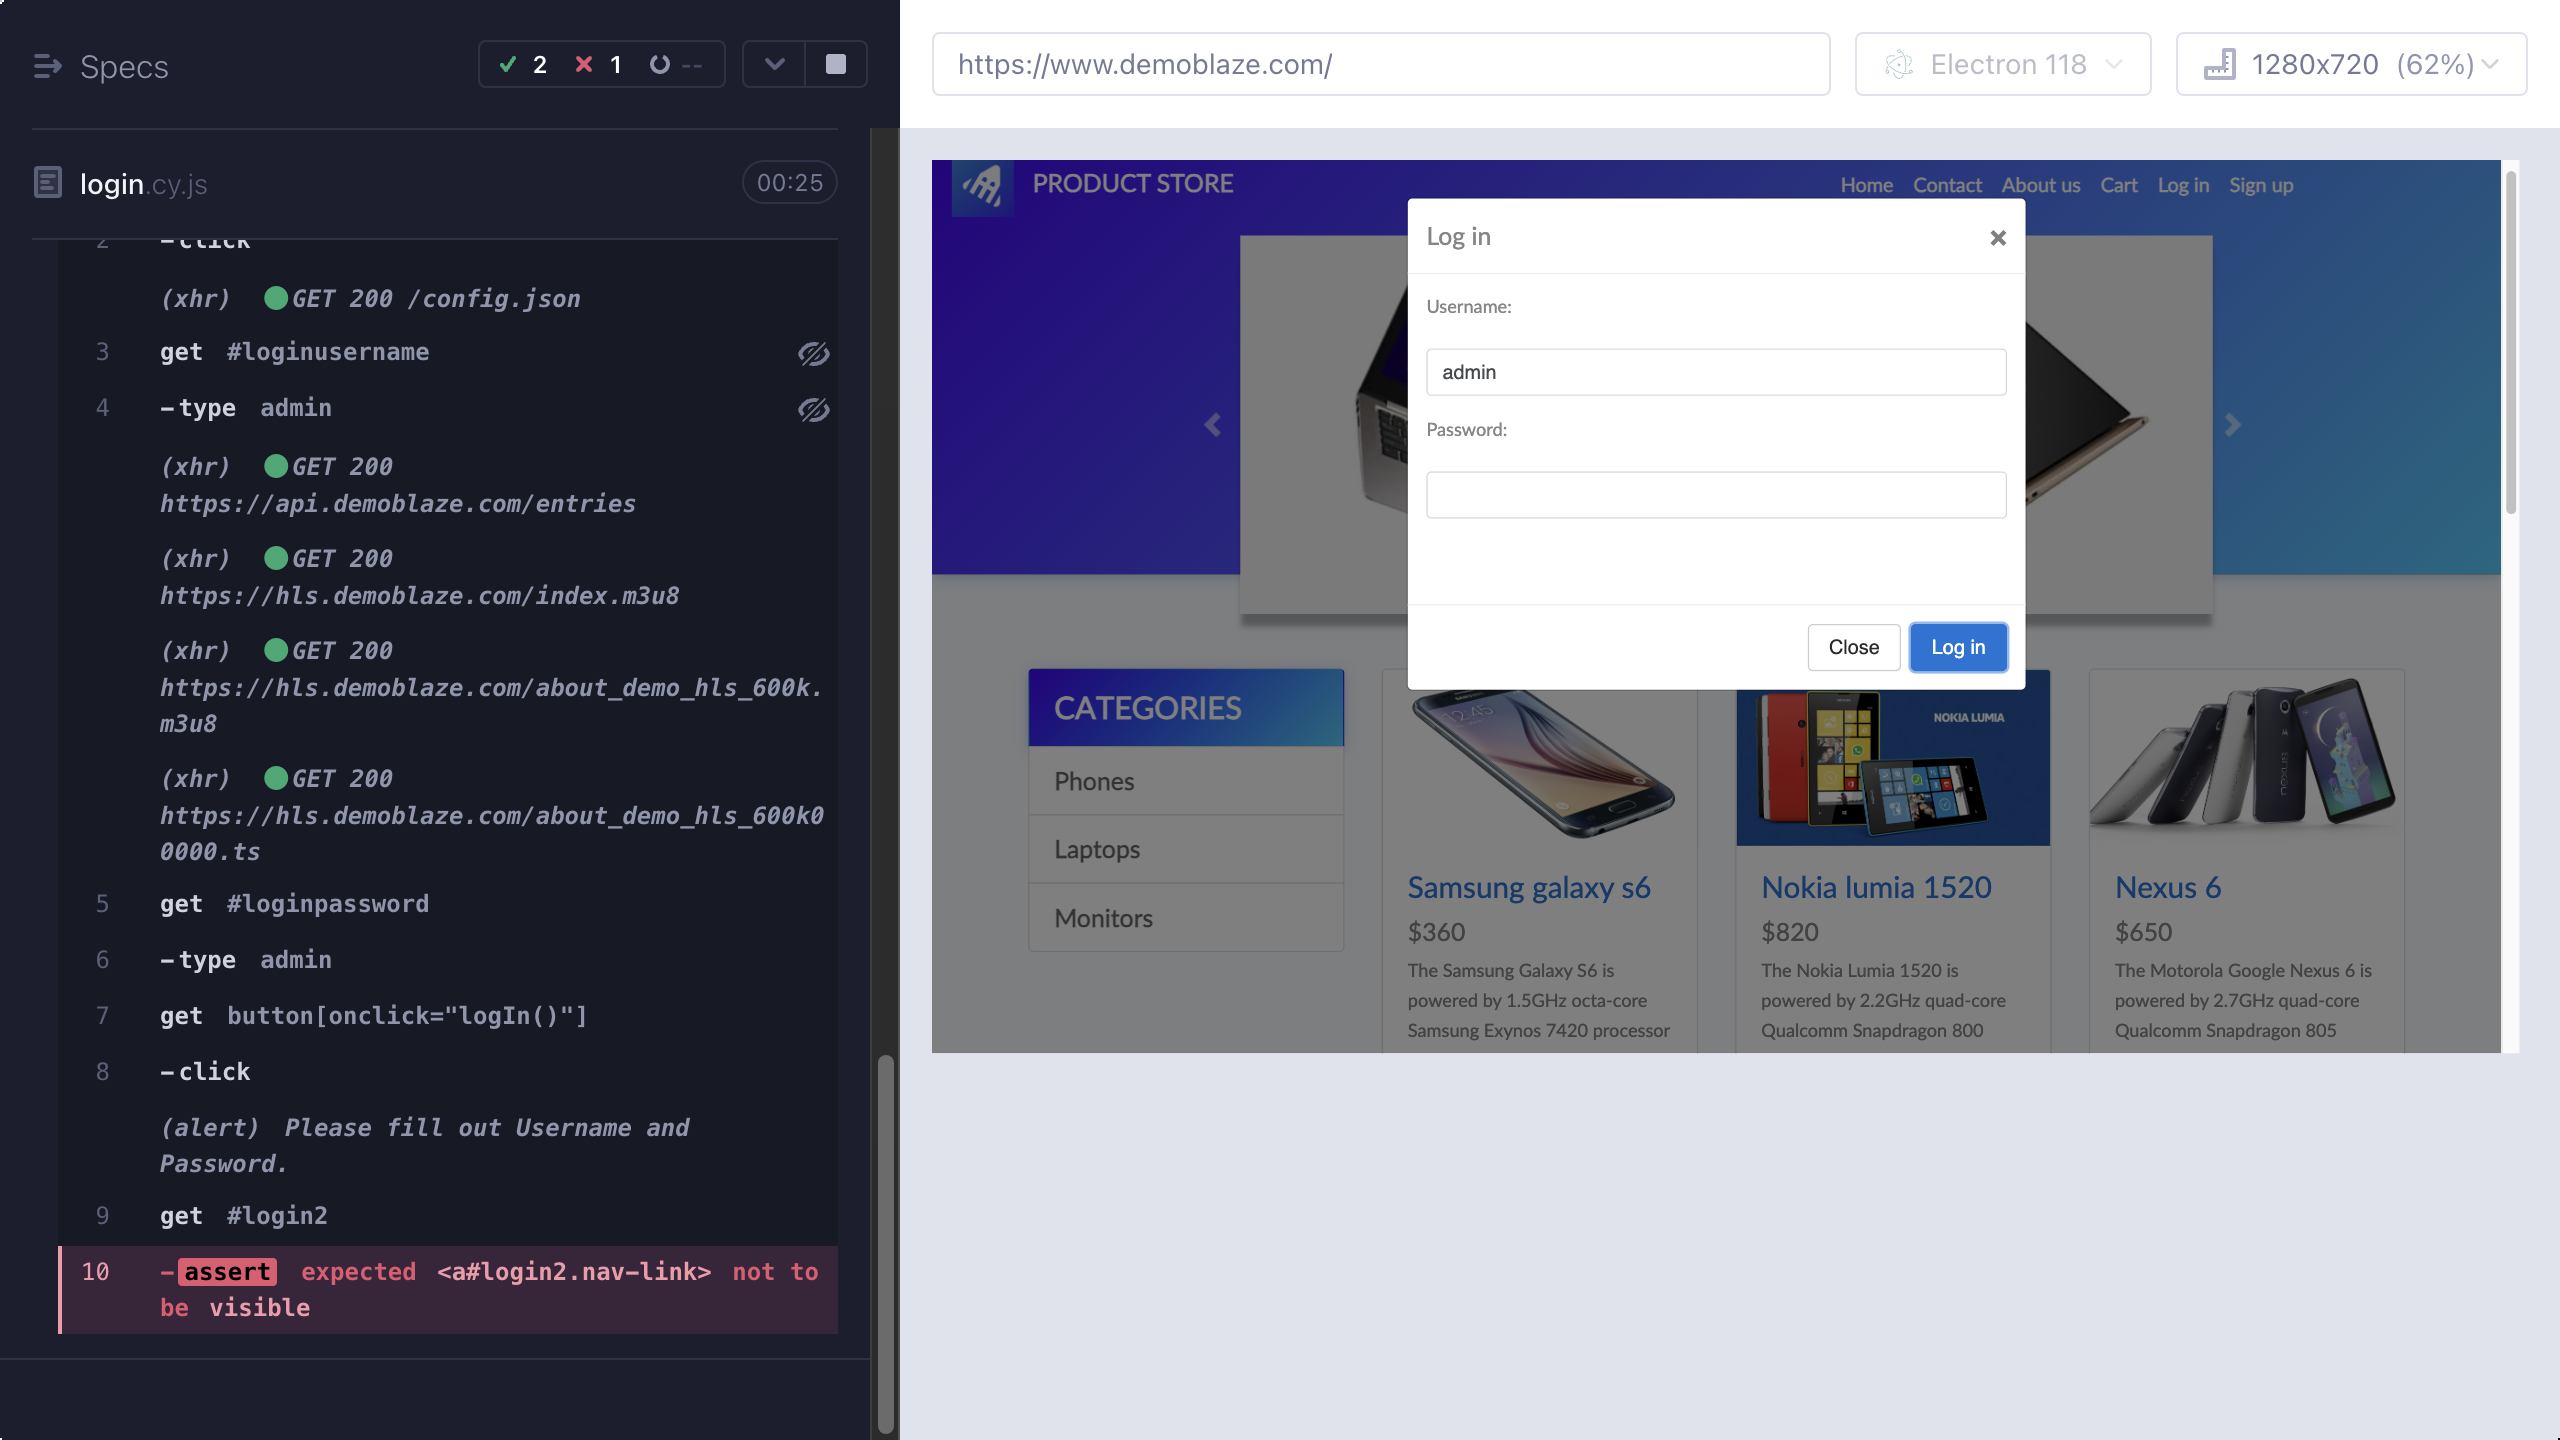 Specs
2
1
--
login.cy.js
00:25
2 -click
(xhr) GET 200 /config.json
3 get #loginusername
4 -type admin
(xhr) GET 200
https://api.demoblaze.com/entries
(xhr) GET 200
https://hls.demoblaze.com/index.m3u8
(xhr) GET 200
https://hls.demoblaze.com/about_demo_hls_600k.
m3u8
(xhr) GET 200
https://hls.demoblaze.com/about_demo_hls_600k0
0000.ts
5 get #loginpassword
6 -type admin
7 get button[onclick="logIn()"]
8 -click
(alert) Please fill out Username and
Password.
9 get #login2
10 -assert expected <a#login2.nav-link> not to
be visible
https://www.demoblaze.com/
Electron 118
1280x720 (62%)
PRODUCT STORE
Home Contact About us Cart Log in Sign up
Log in
×
Username:
admin
Password:
Close
Log in
CATEGORIES
Phones
Laptops
Monitors
12:45
Samsung galaxy s6
$360
The Samsung Galaxy S6 is
powered by 1.5GHz octa-core
Samsung Exynos 7420 processor
NOKIA LUMIA
Nokia lumia 1520
$820
The Nokia Lumia 1520 is
powered by 2.2GHz quad-core
Qualcomm Snapdragon 800
nexus
Nexus 6
$650
The Motorola Google Nexus 6 is
powered by 2.7GHz quad-core
Qualcomm Snapdragon 805